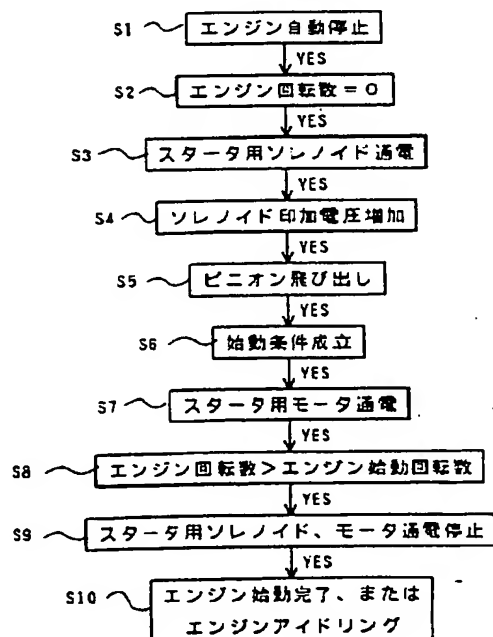 S1 エンジン自動停止
YES
S2 エンジン回転数=0
YES
S3 スタータ用ソレノイド通電
YES
S4 ソレノイド印加電圧増加
YES
S5 ピニオン飛び出し
YES
S6 始動条件成立
YES
S7 スタータ用モータ通電
YES
S8 エンジン回転数>エンジン始動回転数
YES
S9 スタータ用ソレノイド、モータ通電停止
YES
S10 エンジン始動完了、または
エンジンアイドリング